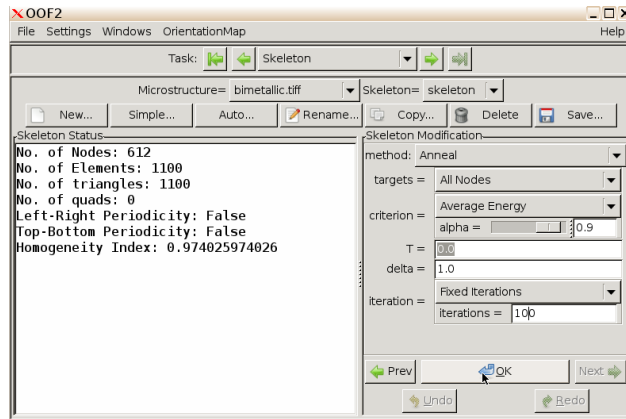 OOF2
File Settings Windows OrientationMap Help
Task: Skeleton
Microstructure= bimetallic.tiff Skeleton= skeleton
New... Simple... Auto... Rename... Copy... Delete Save...
Skeleton Status
No. of Nodes: 612
No. of Elements: 1100
No. of triangles: 1100
No. of quads: 0
Left-Right Periodicity: False
Top-Bottom Periodicity: False
Homogeneity Index: 0.974025974026
Skeleton Modification
method: Anneal
targets = All Nodes
criterion = Average Energy
alpha = 0.9
T = 0.0
delta = 1.0
iteration = Fixed Iterations
iterations = 100
Prev OK Next
Undo Redo